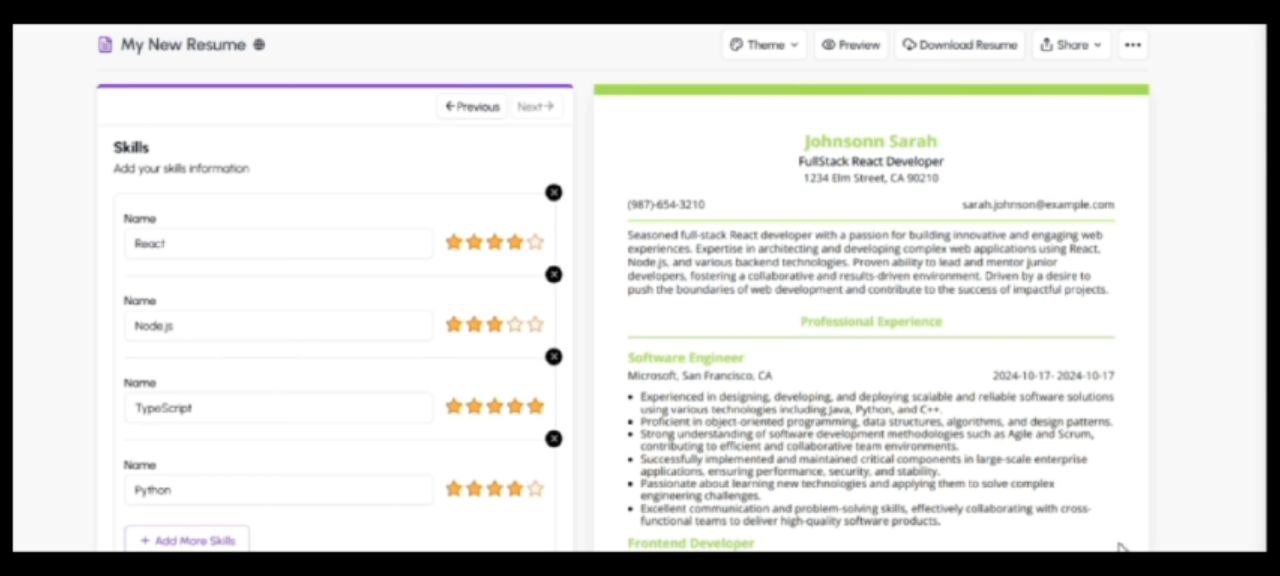 My New Resume
Theme
Preview
Download Resume
Share
Previous
Next
Skills
Add your skills information
Name
React
Name
Node.js
Name
TypeScript
Name
Python
+ Add More Skills
Johnsonn Sarah
FullStack React Developer
1234 Elm Street, CA 90210
(987)-654-3210
sarah.johnson@example.com
Seasoned full-stack React developer with a passion for building innovative and engaging web
experiences. Expertise in architecting and developing complex web applications using React,
Node.js, and various backend technologies. Proven ability to lead and mentor junior
developers, fostering a collaborative and results-driven environment. Driven by a desire to
push the boundaries of web development and contribute to the success of impactful projects.
Professional Experience
Software Engineer
Microsoft, San Francisco, CA
2024-10-17- 2024-10-17
• Experienced in designing, developing, and deploying scalable and reliable software solutions
using various technologies including Java, Python, and C++.
• Proficient in object-oriented programming, data structures, algorithms, and design patterns.
• Strong understanding of software development methodologies such as Agile and Scrum,
contributing to efficient and collaborative team environments.
• Successfully implemented and maintained critical components in large-scale enterprise
applications, ensuring performance, security, and stability.
• Passionate about learning new technologies and applying them to solve complex
engineering challenges.
• Excellent communication and problem-solving skills, effectively collaborating with cross-
functional teams to deliver high-quality software products.
Frontend Developer